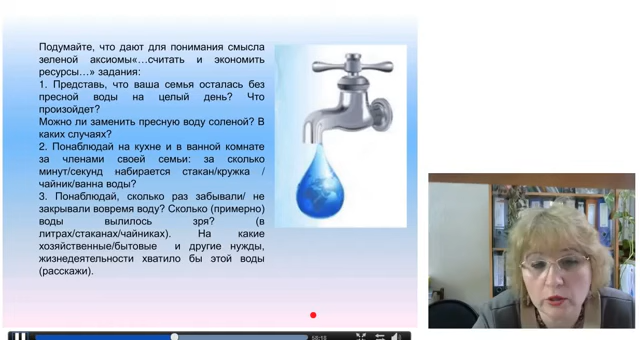 Подумайте, что дают для понимания смысла
зеленой аксиомы«…считать и экономить
ресурсы…» задания:
1. Представь, что ваша семья осталась без
пресной воды на целый день? Что
произойдет?
Можно ли заменить пресную воду соленой? В
каких случаях?
2. Понаблюдай на кухне и в ванной комнате
за членами своей семьи: за сколько
минут/секунд набирается стакан/кружка /
чайник/ванна воды?
3. Понаблюдай, сколько раз забывали/ не
закрывали вовремя воду? Сколько (примерно)
воды вылилось зря? (в
литрах/стаканах/чайниках). На какие
хозяйственные/бытовые и другие нужды,
жизнедеятельности хватило бы этой воды
(расскажи).